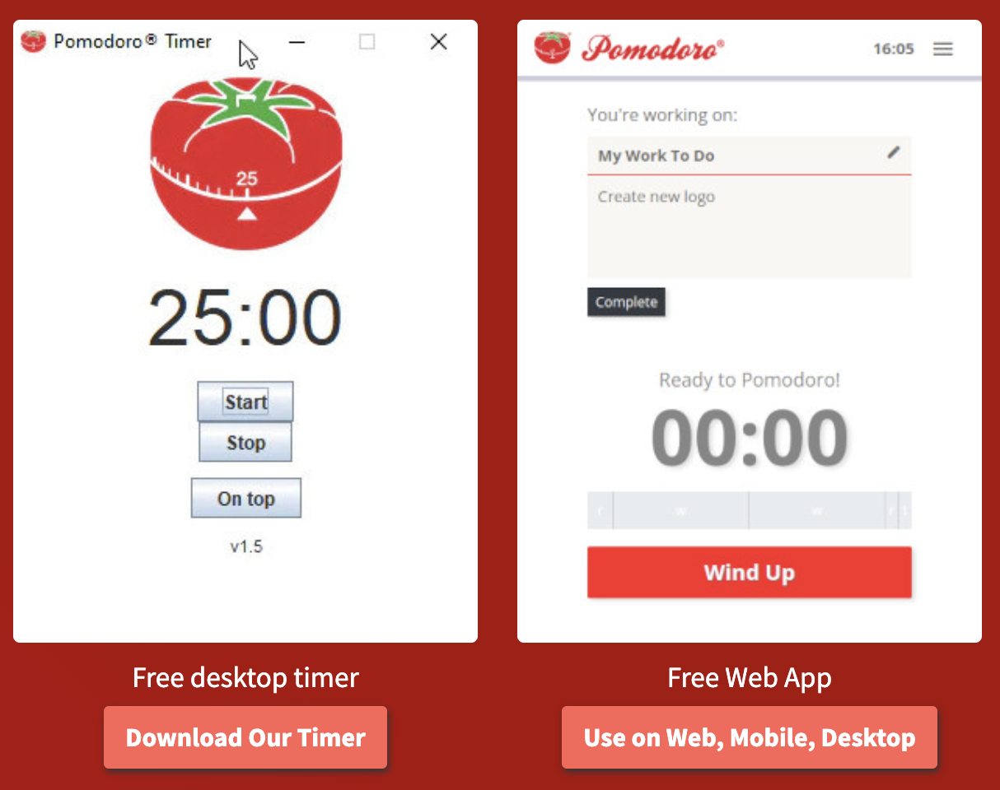 Pomodoro® Timer
25
25:00
Start
Stop
On top
v1.5
Free desktop timer
Download Our Timer
Pomodoro®
16:05
You're working on:
My Work To Do
Create new logo
Complete
Ready to Pomodoro!
00:00
r w w r t
Wind Up
Free Web App
Use on Web, Mobile, Desktop